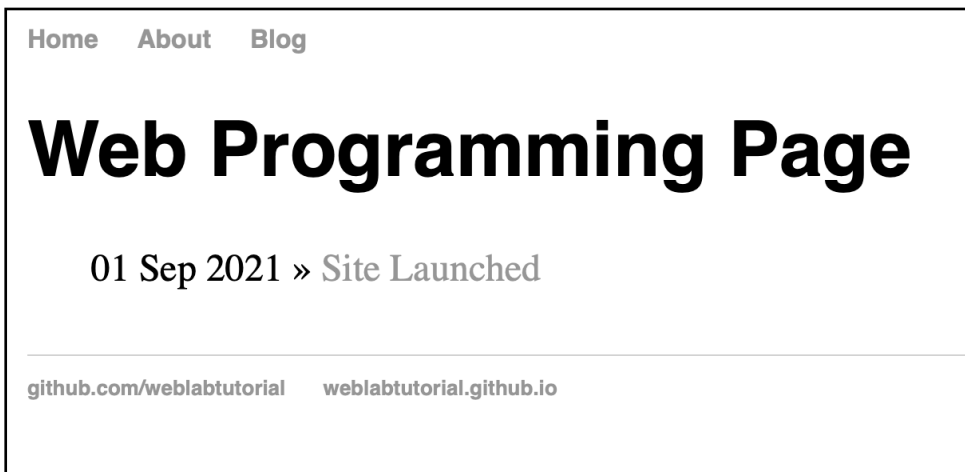 Home About Blog
Web Programming Page
01 Sep 2021 » Site Launched
github.com/weblabtutorial weblabtutorial.github.io